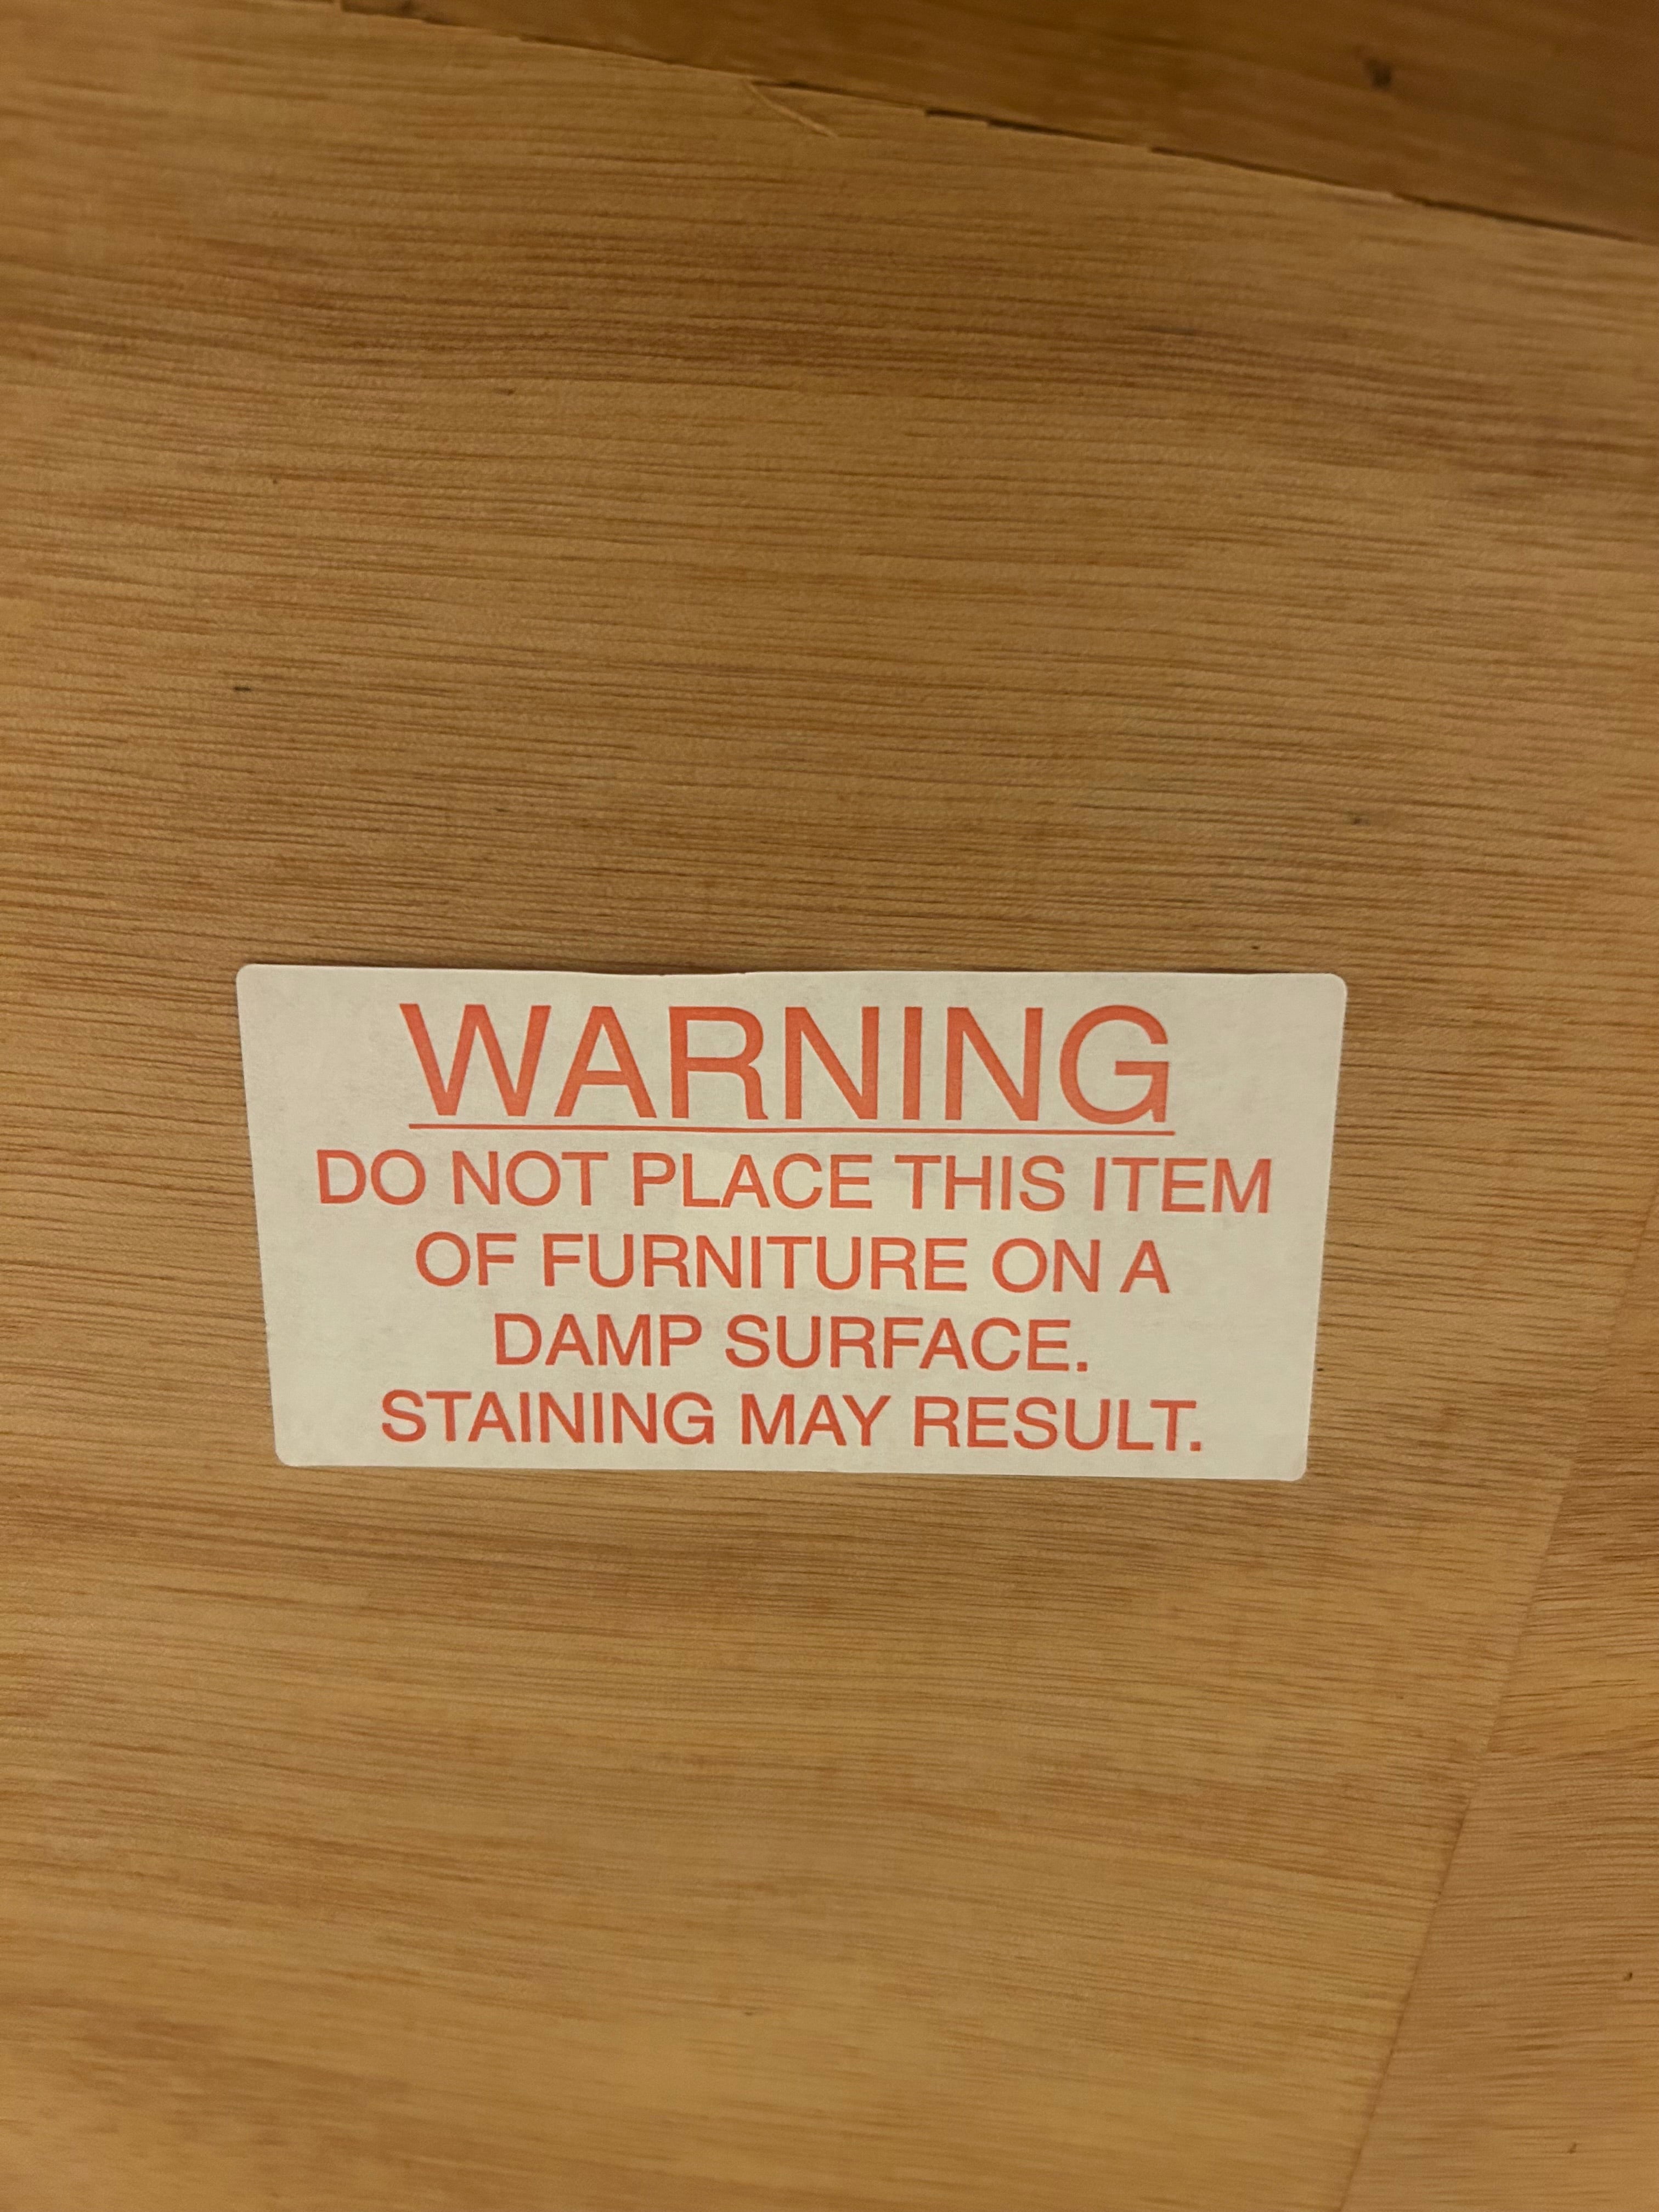 WARNING
DO NOT PLACE THIS ITEM
OF FURNITURE ON A
DAMP SURFACE.
STAINING MAY RESULT.